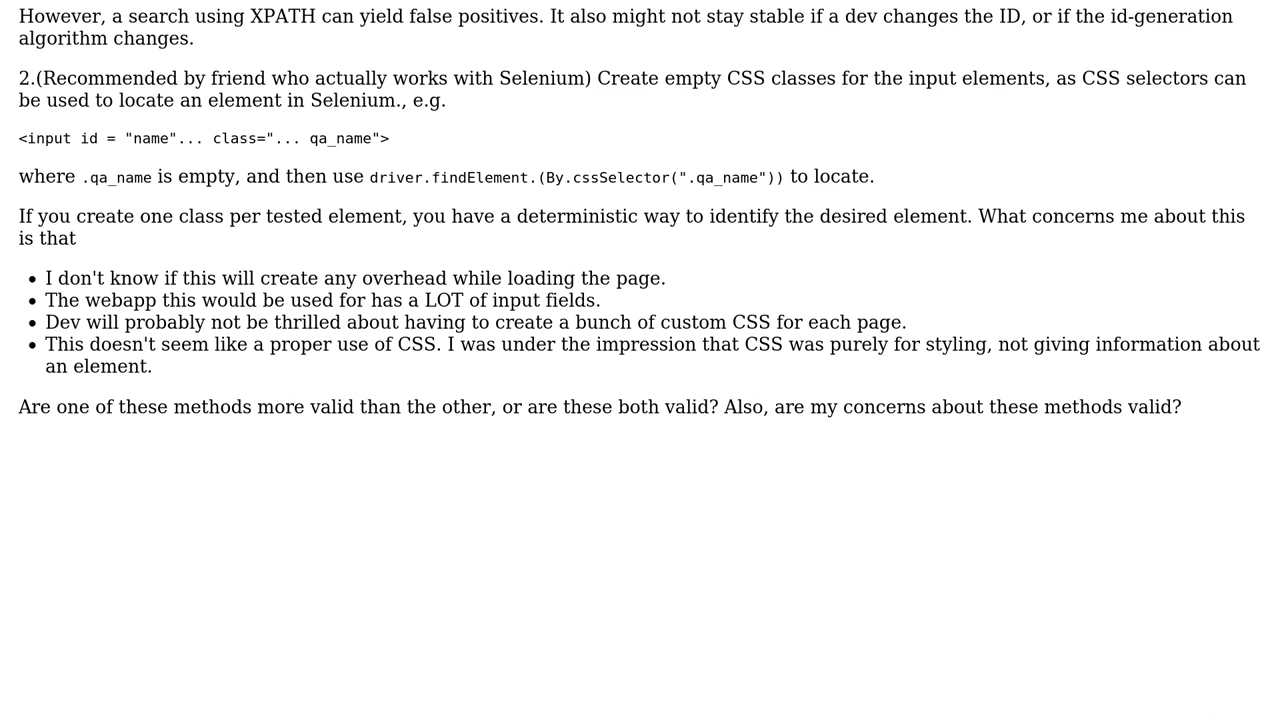 However, a search using XPATH can yield false positives. It also might not stay stable if a dev changes the ID, or if the id-generation
algorithm changes.
2.(Recommended by friend who actually works with Selenium) Create empty CSS classes for the input elements, as CSS selectors can
be used to locate an element in Selenium., e.g.
<input id = "name"... class="... qa_name">
where .qa_name is empty, and then use driver.findElement.(By.cssSelector(".qa_name")) to locate.
If you create one class per tested element, you have a deterministic way to identify the desired element. What concerns me about this
is that
• I don't know if this will create any overhead while loading the page.
• The webapp this would be used for has a LOT of input fields.
• Dev will probably not be thrilled about having to create a bunch of custom CSS for each page.
• This doesn't seem like a proper use of CSS. I was under the impression that CSS was purely for styling, not giving information about
an element.
Are one of these methods more valid than the other, or are these both valid? Also, are my concerns about these methods valid?